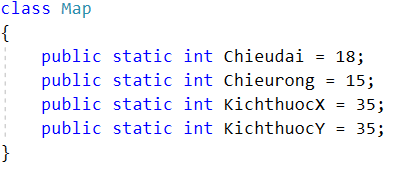 class Map
{
    public static int Chieudai = 18;
    public static int Chieurong = 15;
    public static int KichthuocX = 35;
    public static int KichthuocY = 35;
}